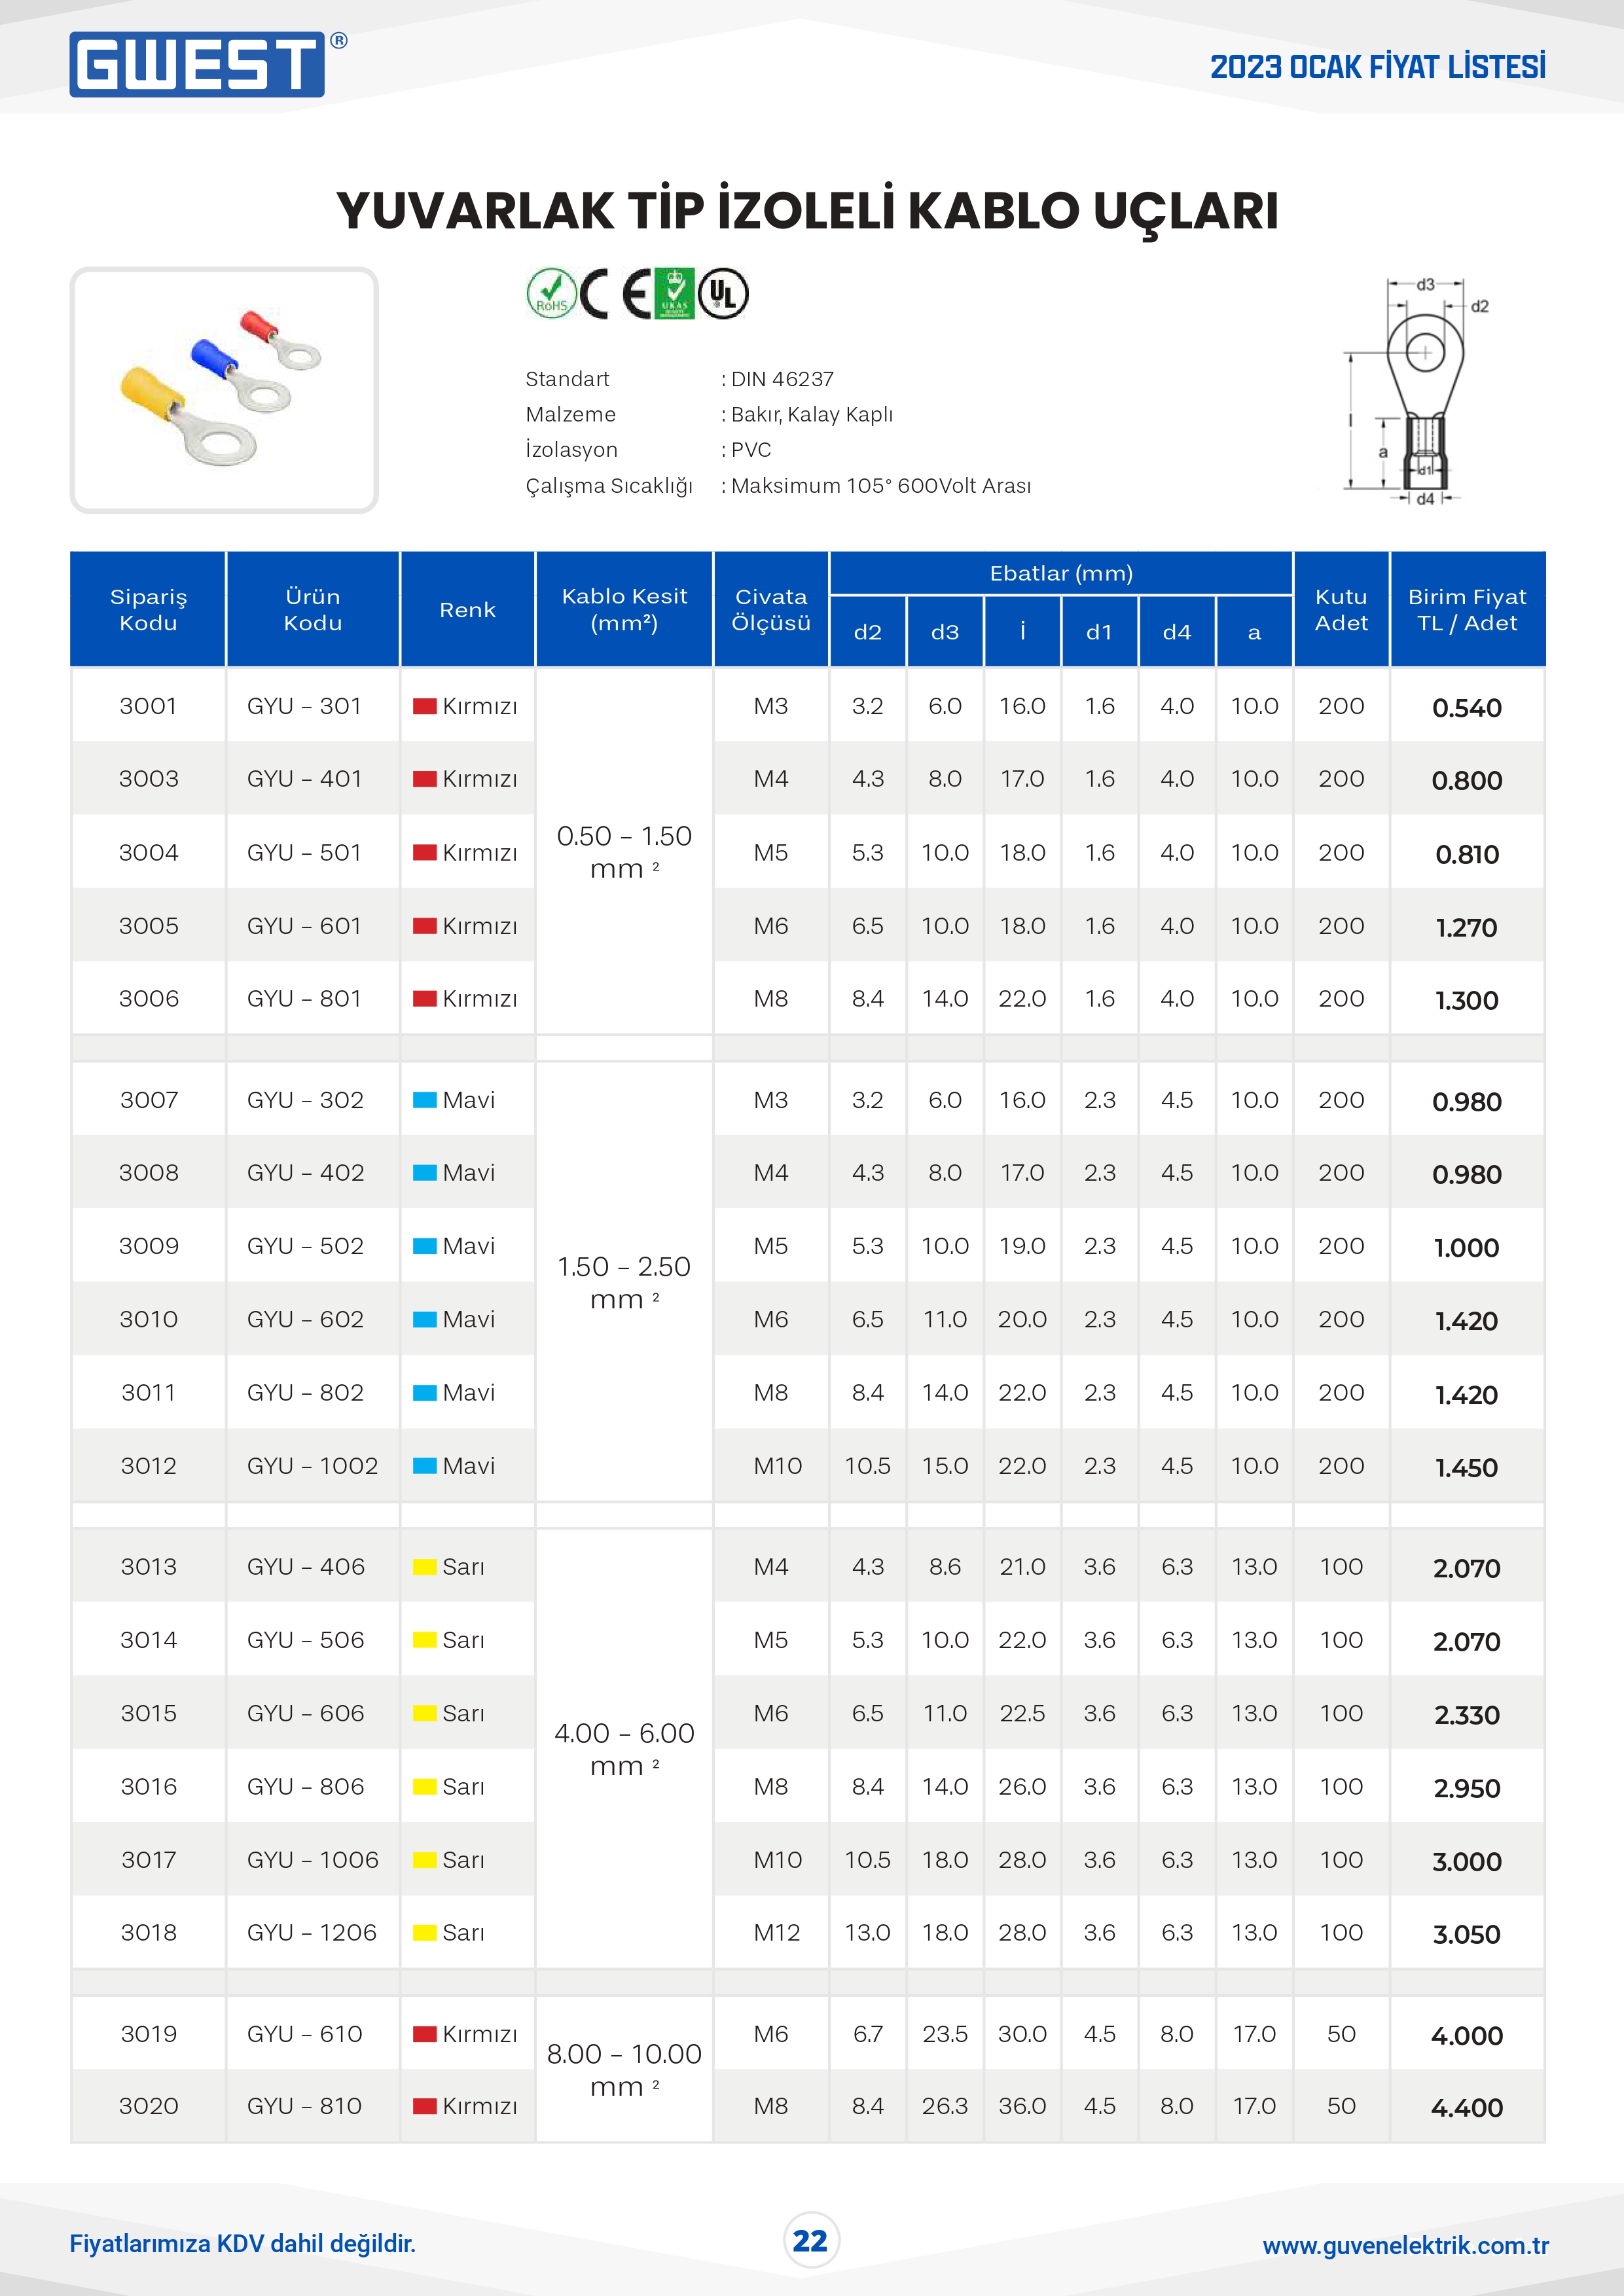 GWEST®
2023 OCAK FİYAT LİSTESİ
YUVARLAK TİP İZOLELİ KABLO UÇLARI
RoHS CE UKAS QUALITY MANAGEMENT UL
Standart : DIN 46237
Malzeme : Bakır, Kalay Kaplı
İzolasyon : PVC
Çalışma Sıcaklığı : Maksimum 105° 600Volt Arası
d3
d2
l
a
d1
d4
Sipariş Kodu Ürün Kodu Renk Kablo Kesit (mm²) Civata Ölçüsü Ebatlar (mm) Kutu Adet Birim Fiyat TL / Adet
d2 d3 İ d1 d4 a
3001 GYU – 301 Kırmızı M3 3.2 6.0 16.0 1.6 4.0 10.0 200 0.540
3003 GYU – 401 Kırmızı M4 4.3 8.0 17.0 1.6 4.0 10.0 200 0.800
0.50 – 1.50 mm ²
3004 GYU – 501 Kırmızı M5 5.3 10.0 18.0 1.6 4.0 10.0 200 0.810
3005 GYU – 601 Kırmızı M6 6.5 10.0 18.0 1.6 4.0 10.0 200 1.270
3006 GYU – 801 Kırmızı M8 8.4 14.0 22.0 1.6 4.0 10.0 200 1.300
3007 GYU – 302 Mavi M3 3.2 6.0 16.0 2.3 4.5 10.0 200 0.980
3008 GYU – 402 Mavi M4 4.3 8.0 17.0 2.3 4.5 10.0 200 0.980
3009 GYU – 502 Mavi M5 5.3 10.0 19.0 2.3 4.5 10.0 200 1.000
1.50 – 2.50 mm ²
3010 GYU – 602 Mavi M6 6.5 11.0 20.0 2.3 4.5 10.0 200 1.420
3011 GYU – 802 Mavi M8 8.4 14.0 22.0 2.3 4.5 10.0 200 1.420
3012 GYU – 1002 Mavi M10 10.5 15.0 22.0 2.3 4.5 10.0 200 1.450
3013 GYU – 406 Sarı M4 4.3 8.6 21.0 3.6 6.3 13.0 100 2.070
3014 GYU – 506 Sarı M5 5.3 10.0 22.0 3.6 6.3 13.0 100 2.070
3015 GYU – 606 Sarı M6 6.5 11.0 22.5 3.6 6.3 13.0 100 2.330
4.00 – 6.00 mm ²
3016 GYU – 806 Sarı M8 8.4 14.0 26.0 3.6 6.3 13.0 100 2.950
3017 GYU – 1006 Sarı M10 10.5 18.0 28.0 3.6 6.3 13.0 100 3.000
3018 GYU – 1206 Sarı M12 13.0 18.0 28.0 3.6 6.3 13.0 100 3.050
3019 GYU – 610 Kırmızı M6 6.7 23.5 30.0 4.5 8.0 17.0 50 4.000
8.00 – 10.00 mm ²
3020 GYU – 810 Kırmızı M8 8.4 26.3 36.0 4.5 8.0 17.0 50 4.400
Fiyatlarımıza KDV dahil değildir.
22
www.guvenelektrik.com.tr